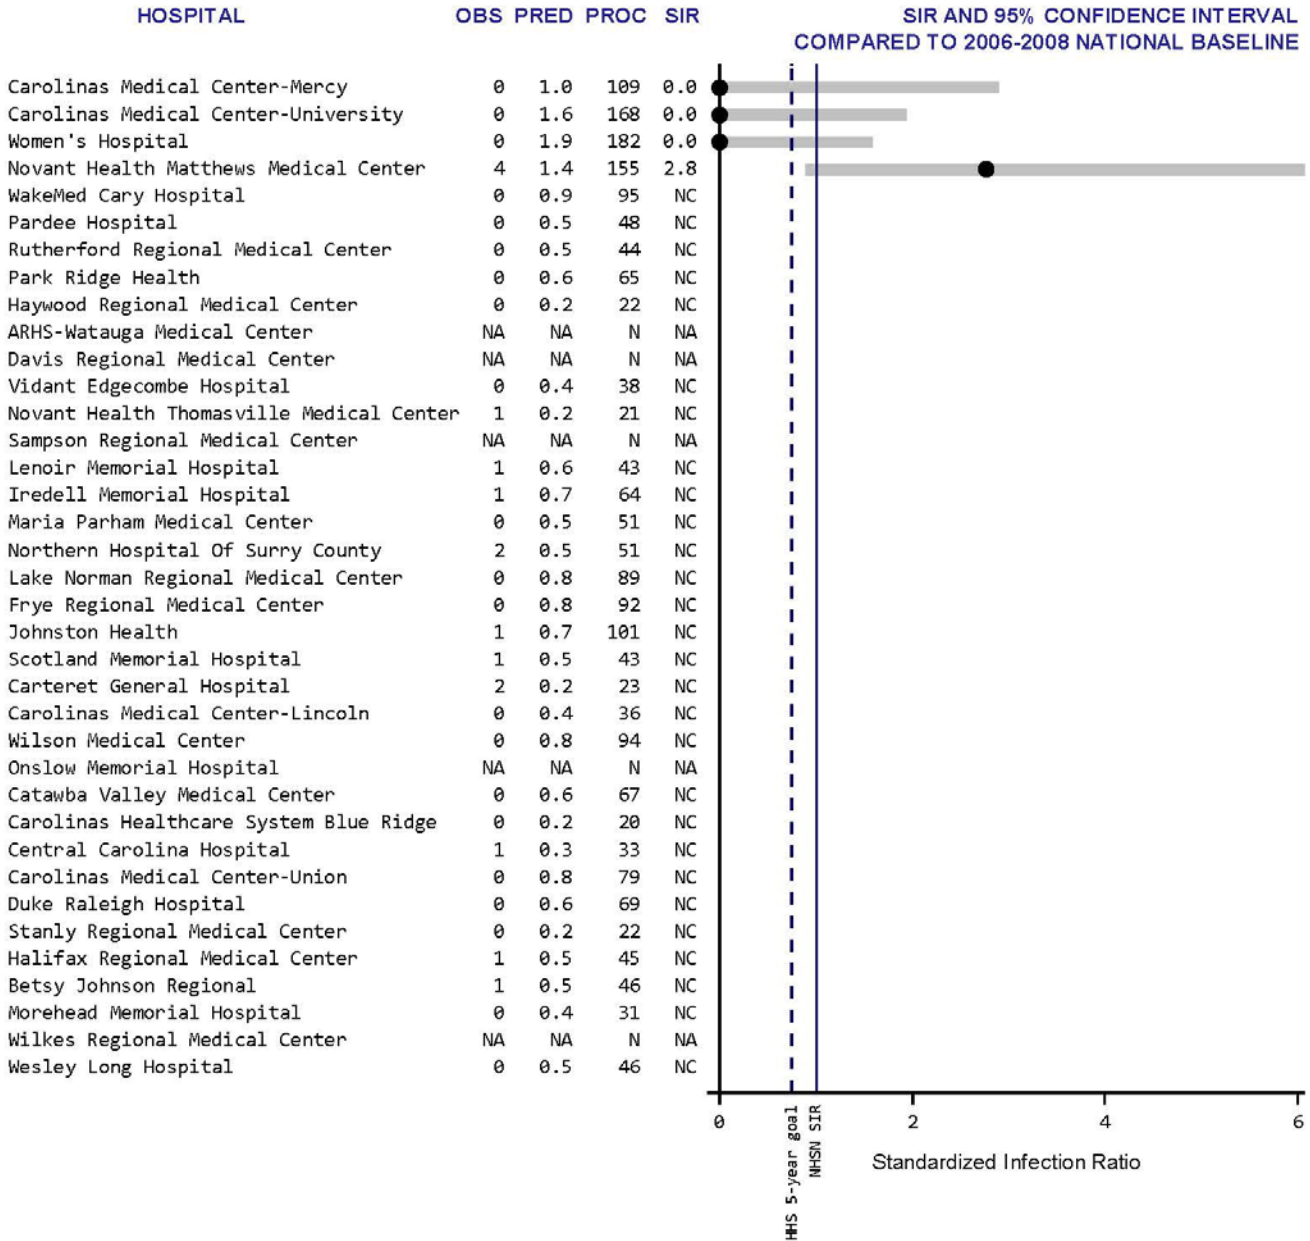 HOSPITAL OBS PRED PROC SIR SIR AND 95% CONFIDENCE INTERVAL
COMPARED TO 2006-2008 NATIONAL BASELINE
Carolinas Medical Center-Mercy 0 1.0 109 0.0
Carolinas Medical Center-University 0 1.6 168 0.0
Women's Hospital 0 1.9 182 0.0
Novant Health Matthews Medical Center 4 1.4 155 2.8
WakeMed Cary Hospital 0 0.9 95 NC
Pardee Hospital 0 0.5 48 NC
Rutherford Regional Medical Center 0 0.5 44 NC
Park Ridge Health 0 0.6 65 NC
Haywood Regional Medical Center 0 0.2 22 NC
ARHS-Watauga Medical Center NA NA N NA
Davis Regional Medical Center NA NA N NA
Vidant Edgecombe Hospital 0 0.4 38 NC
Novant Health Thomasville Medical Center 1 0.2 21 NC
Sampson Regional Medical Center NA NA N NA
Lenoir Memorial Hospital 1 0.6 43 NC
Iredell Memorial Hospital 1 0.7 64 NC
Maria Parham Medical Center 0 0.5 51 NC
Northern Hospital Of Surry County 2 0.5 51 NC
Lake Norman Regional Medical Center 0 0.8 89 NC
Frye Regional Medical Center 0 0.8 92 NC
Johnston Health 1 0.7 101 NC
Scotland Memorial Hospital 1 0.5 43 NC
Carteret General Hospital 2 0.2 23 NC
Carolinas Medical Center-Lincoln 0 0.4 36 NC
Wilson Medical Center 0 0.8 94 NC
Onslow Memorial Hospital NA NA N NA
Catawba Valley Medical Center 0 0.6 67 NC
Carolinas Healthcare System Blue Ridge 0 0.2 20 NC
Central Carolina Hospital 1 0.3 33 NC
Carolinas Medical Center-Union 0 0.8 79 NC
Duke Raleigh Hospital 0 0.6 69 NC
Stanly Regional Medical Center 0 0.2 22 NC
Halifax Regional Medical Center 1 0.5 45 NC
Betsy Johnson Regional 1 0.5 46 NC
Morehead Memorial Hospital 0 0.4 31 NC
Wilkes Regional Medical Center NA NA N NA
Wesley Long Hospital 0 0.5 46 NC
0 2 4 6
HHS 5-year goal
NHSN SIR
Standardized Infection Ratio